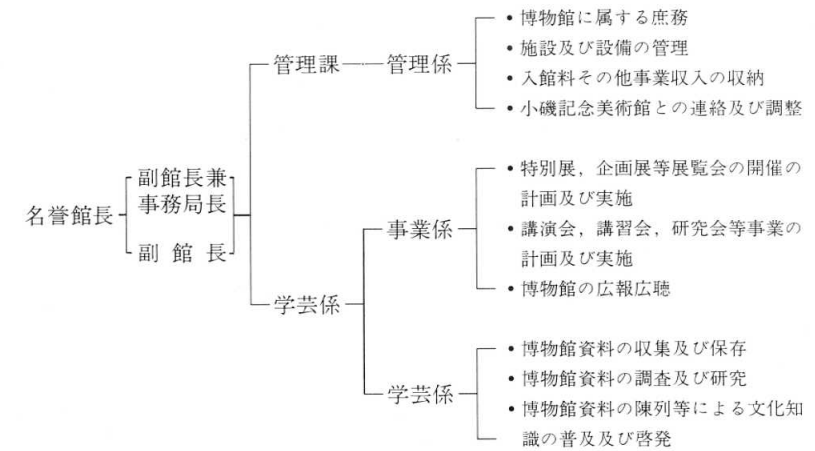 名誉館長
副館長兼
事務局長
副館長
管理課
管理係
・博物館に属する庶務
・施設及び設備の管理
・入館料その他事業収入の収納
・小磯記念美術館との連絡及び調整
学芸係
事業係
・特別展，企画展等展覧会の開催の
計画及び実施
・講演会，講習会，研究会等事業の
計画及び実施
・博物館の広報広聴
学芸係
・博物館資料の収集及び保存
・博物館資料の調査及び研究
・博物館資料の陳列等による文化知
識の普及及び啓発